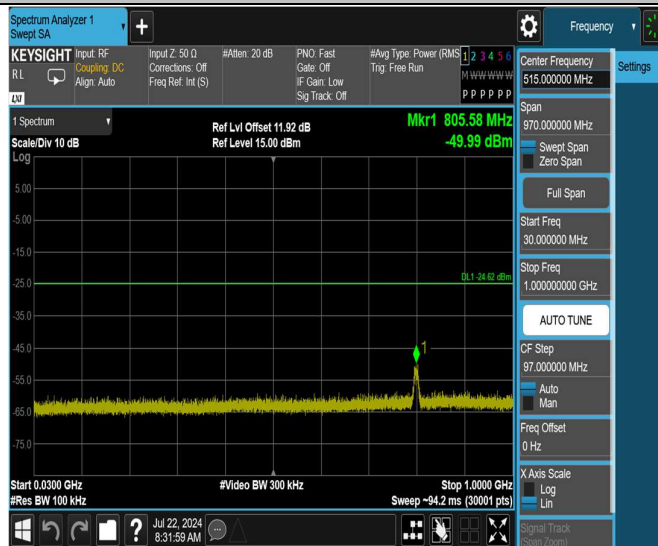 Spectrum Analyzer 1
Swept SA
Frequency
KEYSIGHT
RL
LXI
Input: RF
Coupling: DC
Align: Auto
Input Z: 50 Ω
Corrections: Off
Freq Ref: Int (S)
#Atten: 20 dB
PNO: Fast
Gate: Off
IF Gain: Low
Sig Track: Off
#Avg Type: Power (RMS
Trig: Free Run
1 2 3 4 5 6
M W W W W W
P P P P P P
1 Spectrum
Scale/Div 10 dB
Ref Lvl Offset 11.92 dB
Ref Level 15.00 dBm
Mkr1 805.58 MHz
-49.99 dBm
Log
5.00
-5.00
-15.0
-25.0
-35.0
-45.0
-55.0
-65.0
-75.0
DL1 -24.62 dBm
1
Start 0.0300 GHz
#Res BW 100 kHz
#Video BW 300 kHz
Stop 1.0000 GHz
Sweep ~94.2 ms (30001 pts)
Jul 22, 2024
8:31:59 AM
Center Frequency
515.000000 MHz
Settings
Span
970.000000 MHz
Swept Span
Zero Span
Full Span
Start Freq
30.000000 MHz
Stop Freq
1.000000000 GHz
AUTO TUNE
CF Step
97.000000 MHz
Auto
Man
Freq Offset
0 Hz
X Axis Scale
Log
Lin
Signal Track
(Span Zoom)